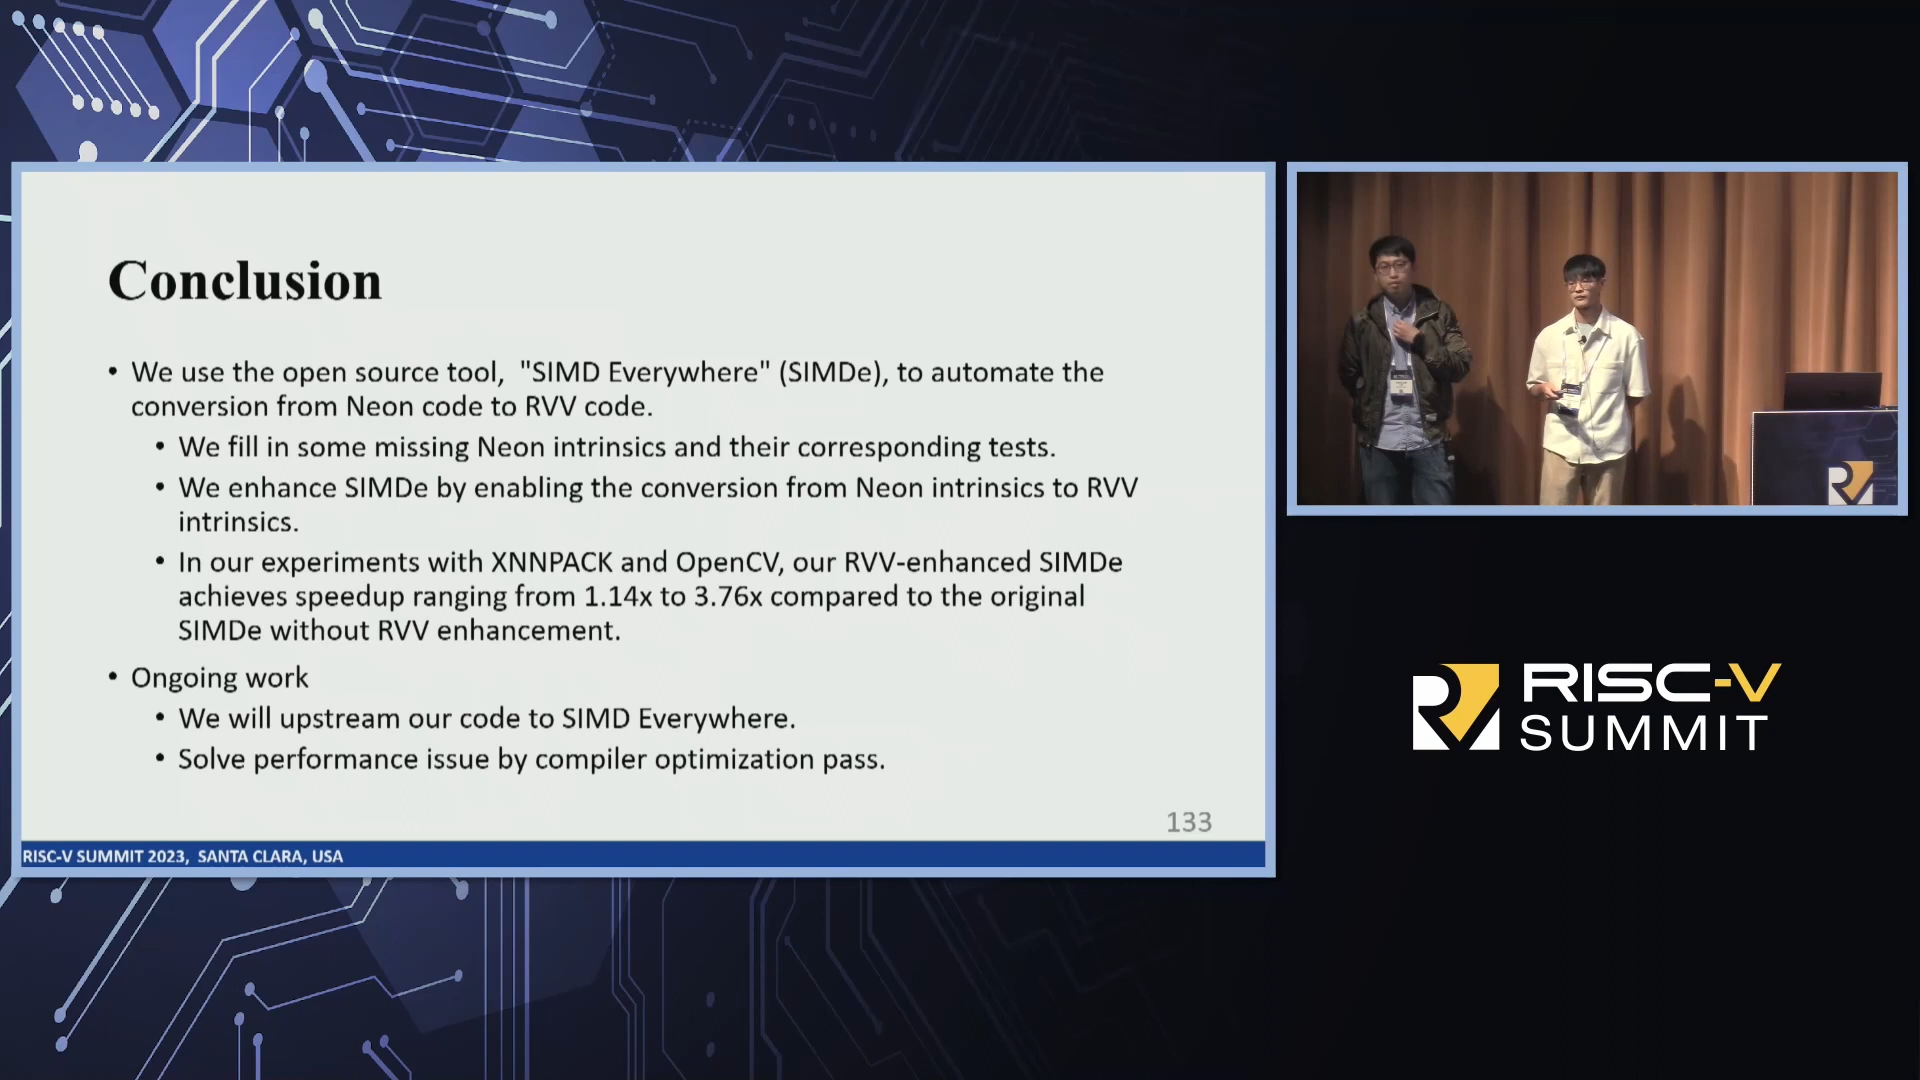 Conclusion
• We use the open source tool, "SIMD Everywhere" (SIMDe), to automate the
conversion from Neon code to RVV code.
• We fill in some missing Neon intrinsics and their corresponding tests.
• We enhance SIMDe by enabling the conversion from Neon intrinsics to RVV
intrinsics.
• In our experiments with XNNPACK and OpenCV, our RVV-enhanced SIMDe
achieves speedup ranging from 1.14x to 3.76x compared to the original
SIMDe without RVV enhancement.
• Ongoing work
• We will upstream our code to SIMD Everywhere.
• Solve performance issue by compiler optimization pass.
133
RISC-V SUMMIT 2023, SANTA CLARA, USA
RISC-V
SUMMIT